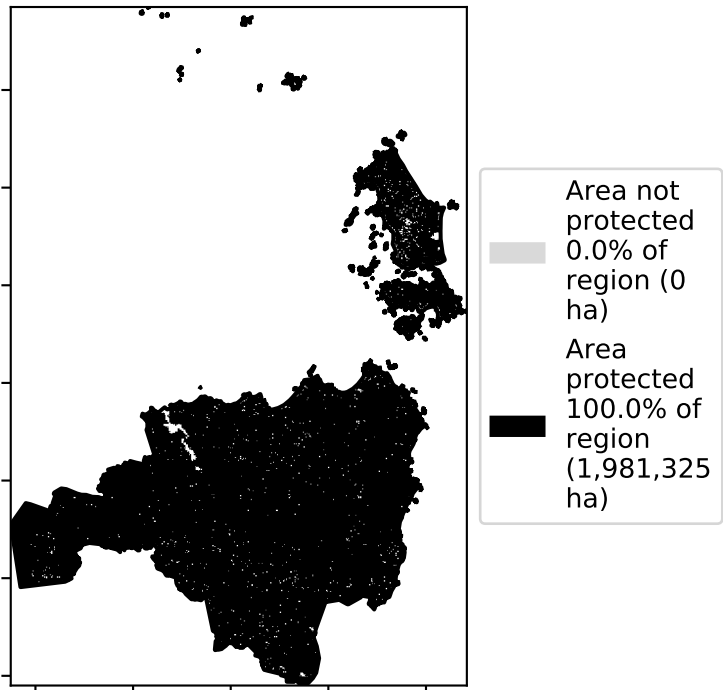 Area not
protected
0.0% of
region (0
ha)
Area
protected
100.0% of
region
(1,981,325
ha)